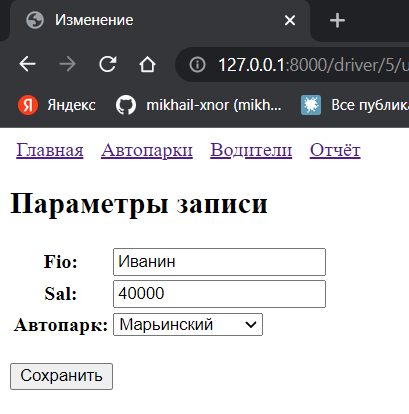 Изменение
127.0.0.1:8000/driver/5/u
Я Яндекс mikhail-xnor (mikh... Все публика
Главная Автопарки Водители Отчёт
Параметры записи
Fio: Иванин
Sal: 40000
Автопарк: Марьинский
Сохранить